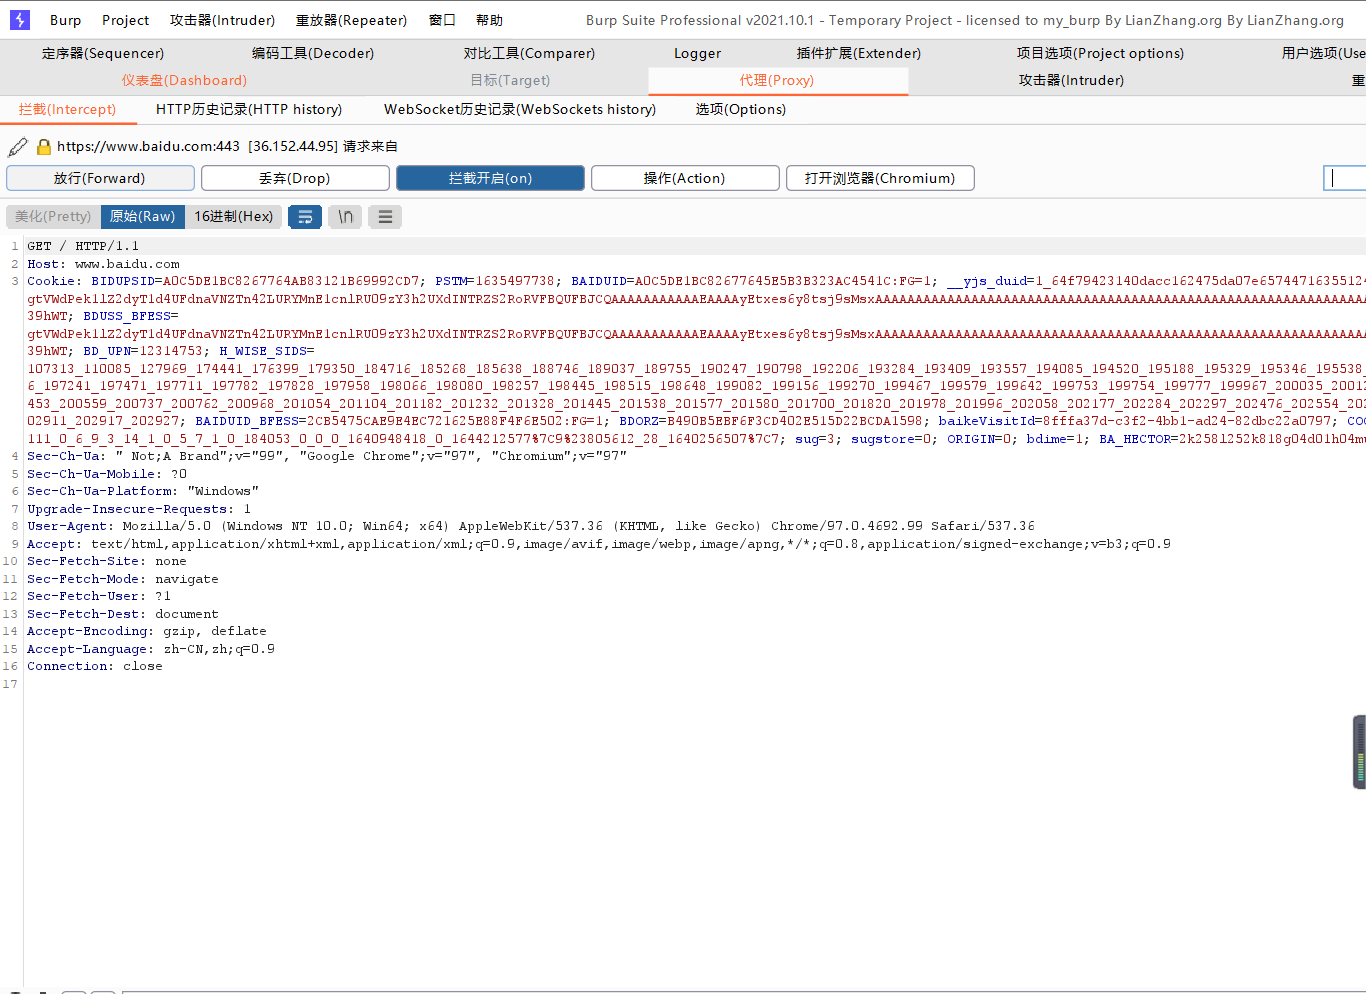 Burp Project 攻击器(Intruder) 重放器(Repeater) 窗口 帮助 Burp Suite Professional v2021.10.1 - Temporary Project - licensed to my_burp By LianZhang.org By LianZhang.org
定序器(Sequencer) 编码工具(Decoder) 对比工具(Comparer) Logger 插件扩展(Extender) 项目选项(Project options) 用户选项(Use
仪表盘(Dashboard) 目标(Target) 代理(Proxy) 攻击器(Intruder) 重
拦截(Intercept) HTTP历史记录(HTTP history) WebSocket历史记录(WebSockets history) 选项(Options)
https://www.baidu.com:443 [36.152.44.95] 请求来自
放行(Forward) 丢弃(Drop) 拦截开启(on) 操作(Action) 打开浏览器(Chromium)
美化(Pretty) 原始(Raw) 16进制(Hex) \n
1 GET / HTTP/1.1
2 Host: www.baidu.com
3 Cookie: BIDUPSID=A0C5DE1BC8267764AB83121B69992CD7; PSTM=1635497738; BAIDUID=A0C5DE1BC82677645E5B3B323AC4541C:FG=1; __yjs_duid=1_64f79423140dacc162475da07e65744716355124
39hWT; BDUSS_BFESS=
39hWT; BD_UPN=12314753; H_WISE_SIDS=
107313_110085_127969_174441_176399_179350_184716_185268_185638_188746_189037_189755_190247_190798_192206_193284_193409_193557_194085_194520_195188_195329_195346_195538_
6_197241_197471_197711_197782_197828_197958_198066_198080_198257_198445_198515_198648_199082_199156_199270_199467_199579_199642_199753_199754_199777_199967_200035_2001
453_200559_200737_200762_200968_201054_201104_201182_201232_201328_201445_201538_201577_201580_201700_201820_201978_201996_202058_202177_202284_202297_202476_202554_202
02911_202917_202927; BAIDUID_BFESS=2CB5475CAE9E4EC721625E88F4F6E502:FG=1; BDORZ=B490B5EBF6F3CD402E515D22BCDA1598; baikeVisitId=8fffa37d-c3f2-4bb1-ad24-82dbc22a0797; COO
111_0_6_9_3_14_1_0_5_7_1_0_184053_0_0_0_1640948418_0_1644212577%7C9%23805612_28_1640256507%7C7; sug=3; sugstore=0; ORIGIN=0; bdime=1; BA_HECTOR=2k258l252k818g04d01h04mu
4 Sec-Ch-Ua: " Not;A Brand";v="99", "Google Chrome";v="97", "Chromium";v="97"
5 Sec-Ch-Ua-Mobile: ?0
6 Sec-Ch-Ua-Platform: "Windows"
7 Upgrade-Insecure-Requests: 1
8 User-Agent: Mozilla/5.0 (Windows NT 10.0; Win64; x64) AppleWebKit/537.36 (KHTML, like Gecko) Chrome/97.0.4692.99 Safari/537.36
9 Accept: text/html,application/xhtml+xml,application/xml;q=0.9,image/avif,image/webp,image/apng,*/*;q=0.8,application/signed-exchange;v=b3;q=0.9
10 Sec-Fetch-Site: none
11 Sec-Fetch-Mode: navigate
12 Sec-Fetch-User: ?1
13 Sec-Fetch-Dest: document
14 Accept-Encoding: gzip, deflate
15 Accept-Language: zh-CN,zh;q=0.9
16 Connection: close
17